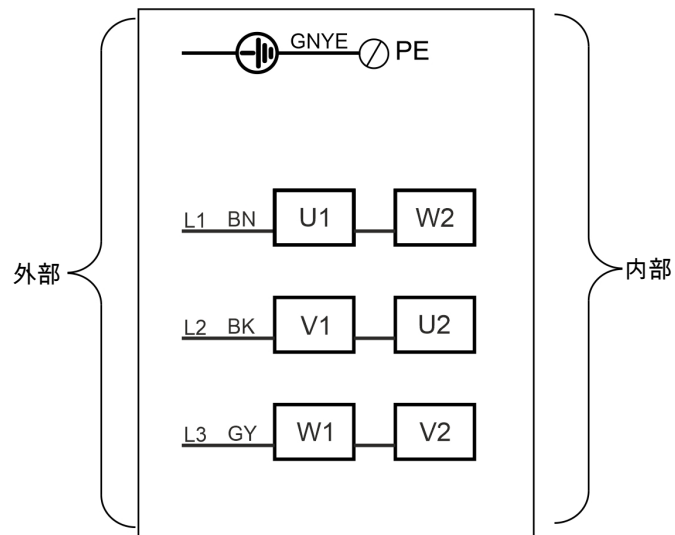 GNYE PE
L1 BN U1 W2
外部
内部
L2 BK V1 U2
L3 GY W1 V2